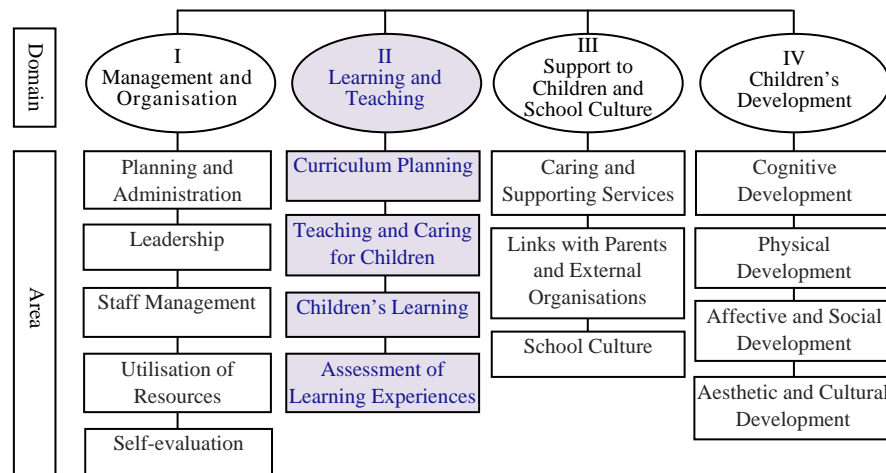 Domain
I
Management and
Organisation
II
Learning and
Teaching
III
Support to
Children and
School Culture
IV
Children's
Development
Area
Planning and
Administration
Leadership
Staff Management
Utilisation of
Resources
Self-evaluation
Curriculum Planning
Teaching and Caring
for Children
Children's Learning
Assessment of
Learning Experiences
Caring and
Supporting Services
Links with Parents
and External
Organisations
School Culture
Cognitive
Development
Physical
Development
Affective and Social
Development
Aesthetic and Cultural
Development